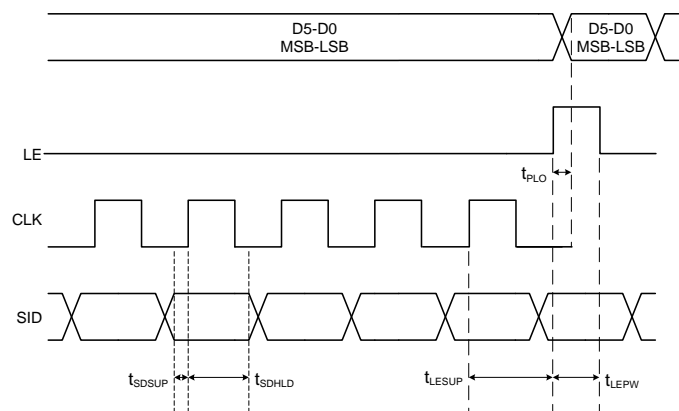 D5-D0
MSB-LSB
D5-D0
MSB-LSB
LE
tPLO
CLK
SID
tSDSUP
tSDHLD
tLESUP
tLEPW